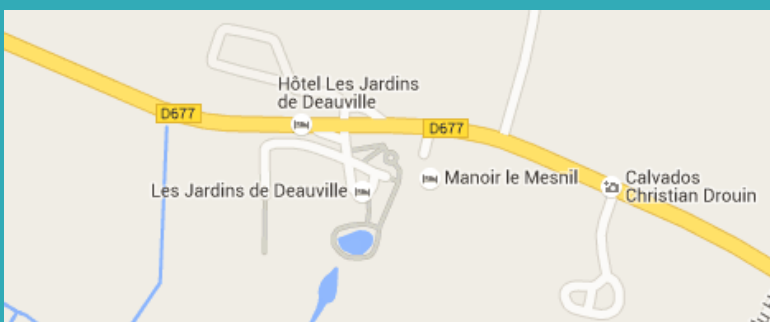 Hôtel Les Jardins
de Deauville
D677
D677
Les Jardins de Deauville
Manoir le Mesnil
Calvados
Christian Drouin